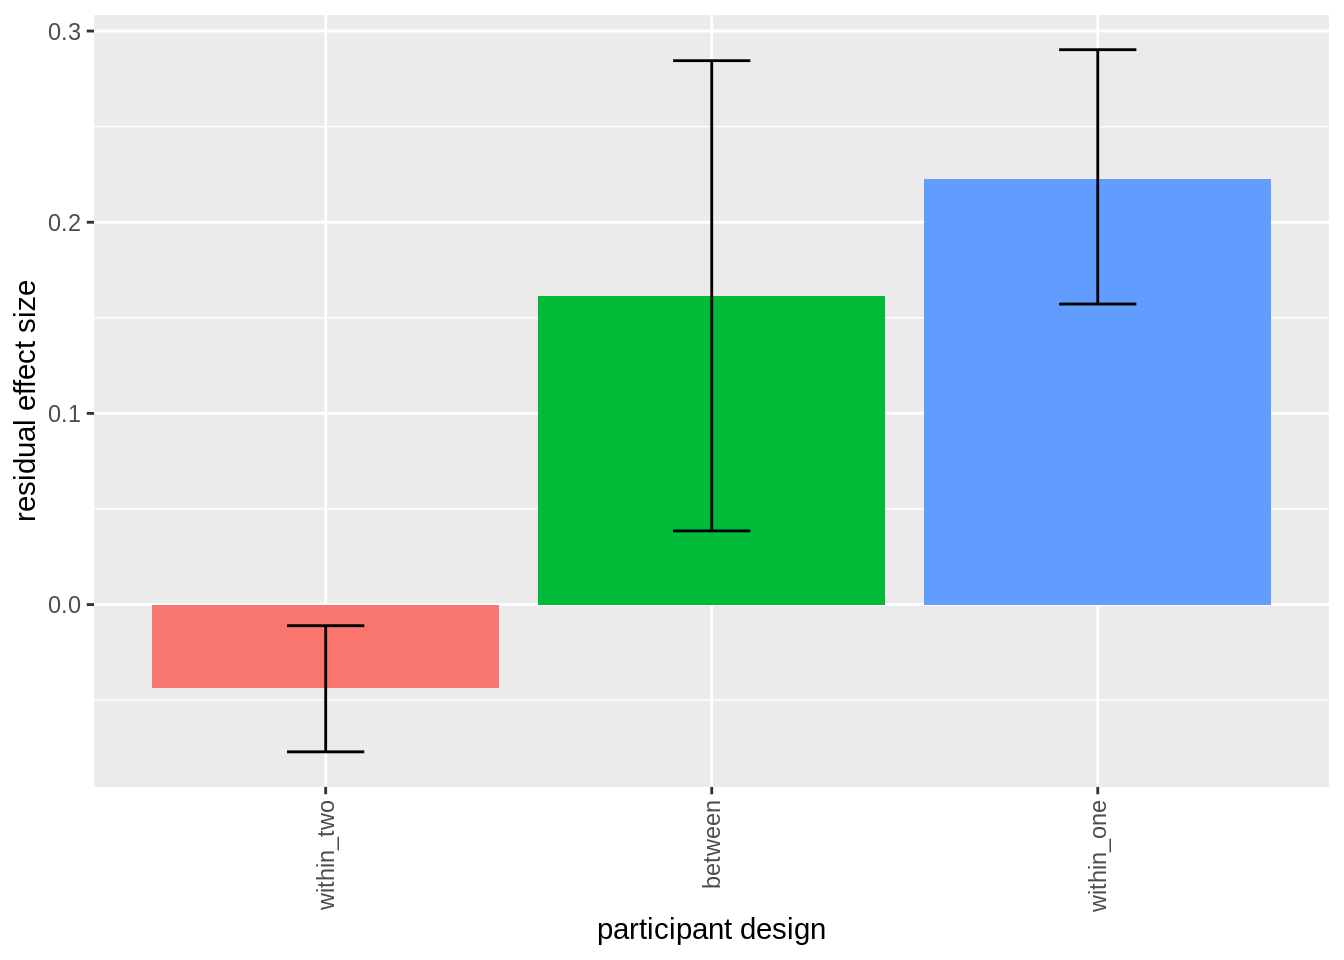 residual effect size
0.3
0.2
0.1
0.0
within_two
between
within_one
participant design